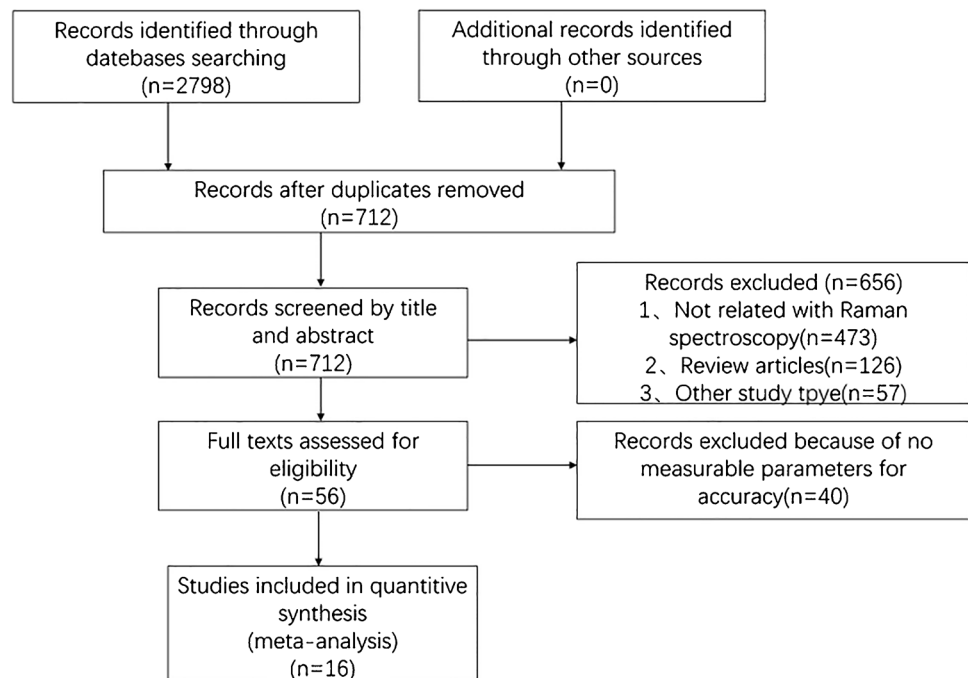 Records identified through
datebases searching
(n=2798)
Additional records identified
through other sources
(n=0)
Records after duplicates removed
(n=712)
Records screened by title
and abstract
(n=712)
Records excluded (n=656)
1、Not related with Raman
spectroscopy(n=473)
2、Review articles(n=126)
3、Other study tpye(n=57)
Full texts assessed for
eligibility
(n=56)
Records excluded because of no
measurable parameters for
accuracy(n=40)
Studies included in quantitive
synthesis
(meta-analysis)
(n=16)